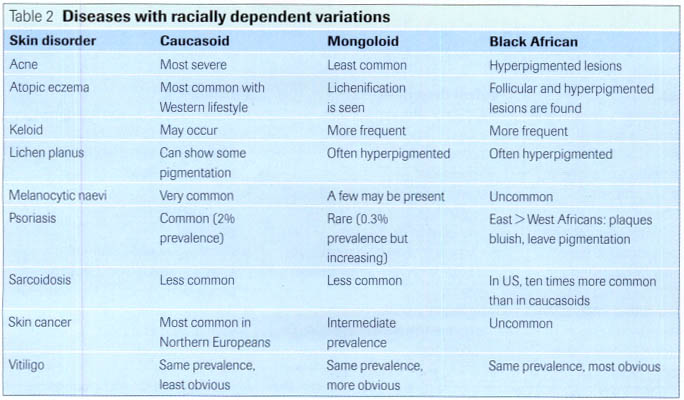 Table 2 Diseases with racially dependent variations
Skin disorder Caucasoid Mongoloid Black African
Acne Most severe Least common Hyperpigmented lesions
Atopic eczema Most common with Lichenification Follicular and hyperpigmented
Western lifestyle is seen lesions are found
Keloid May occur More frequent More frequent
Lichen planus Can show some Often hyperpigmented Often hyperpigmented
pigmentation
Melanocytic naevi Very common A few may be present Uncommon
Psoriasis Common (2% Rare (0.3% East > West Africans: plaques
prevalence) prevalence but bluish, leave pigmentation
increasing)
Sarcoidosis Less common Less common In US, ten times more common
than in caucasoids
Skin cancer Most common in Intermediate Uncommon
Northern Europeans prevalence
Vitiligo Same prevalence, Same prevalence, Same prevalence, most obvious
least obvious more obvious